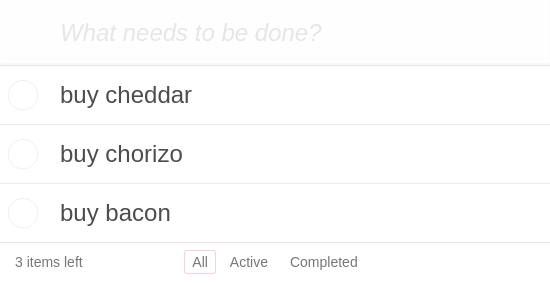 What needs to be done?
buy cheddar
buy chorizo
buy bacon
3 items left All Active Completed